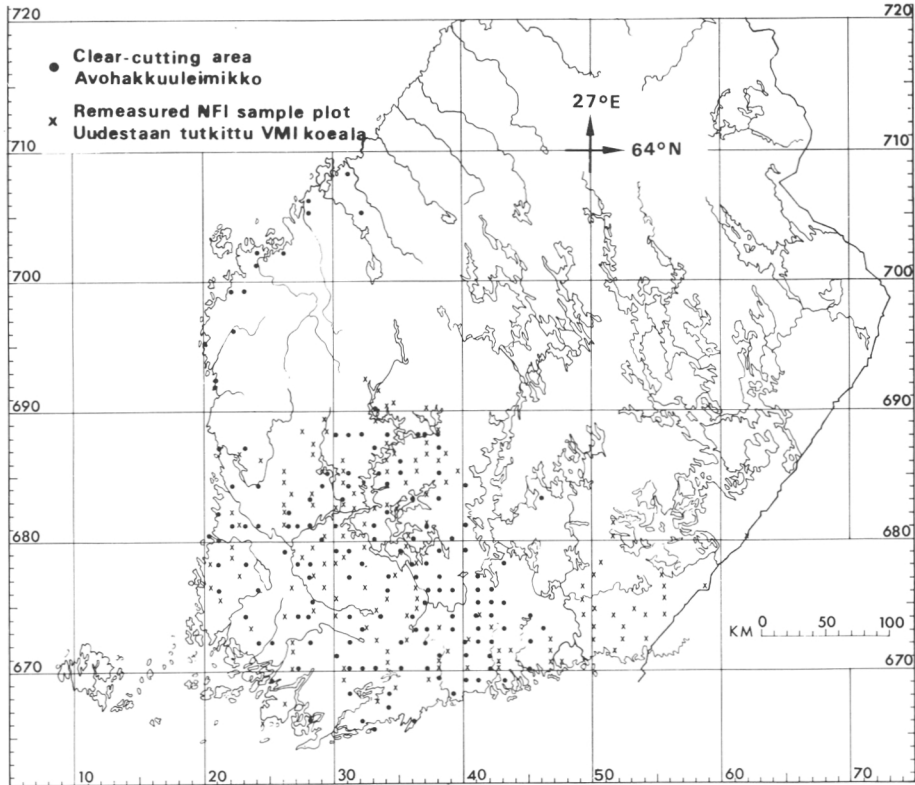 720 720
Clear-cutting area
Avohakkuuleimikko
Remeasured NFI sample plot
Uudestaan tutkittu VMI koeala
27°E
64°N
710 710
700 700
690 690
680 680
KM 0 50 100
670 670
10 20 30 40 50 60 70